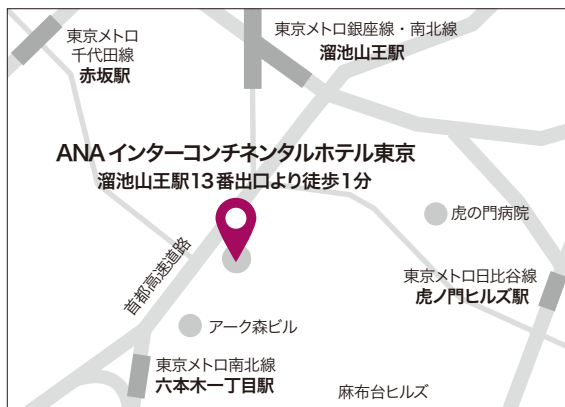 東京メトロ
千代田線
赤坂駅
東京メトロ銀座線・南北線
溜池山王駅
ANAインターコンチネンタルホテル東京
溜池山王駅13番出口より徒歩1分
虎の門病院
首都高速道路
東京メトロ日比谷線
虎ノ門ヒルズ駅
アーク森ビル
東京メトロ南北線
六本木一丁目駅
麻布台ヒルズ